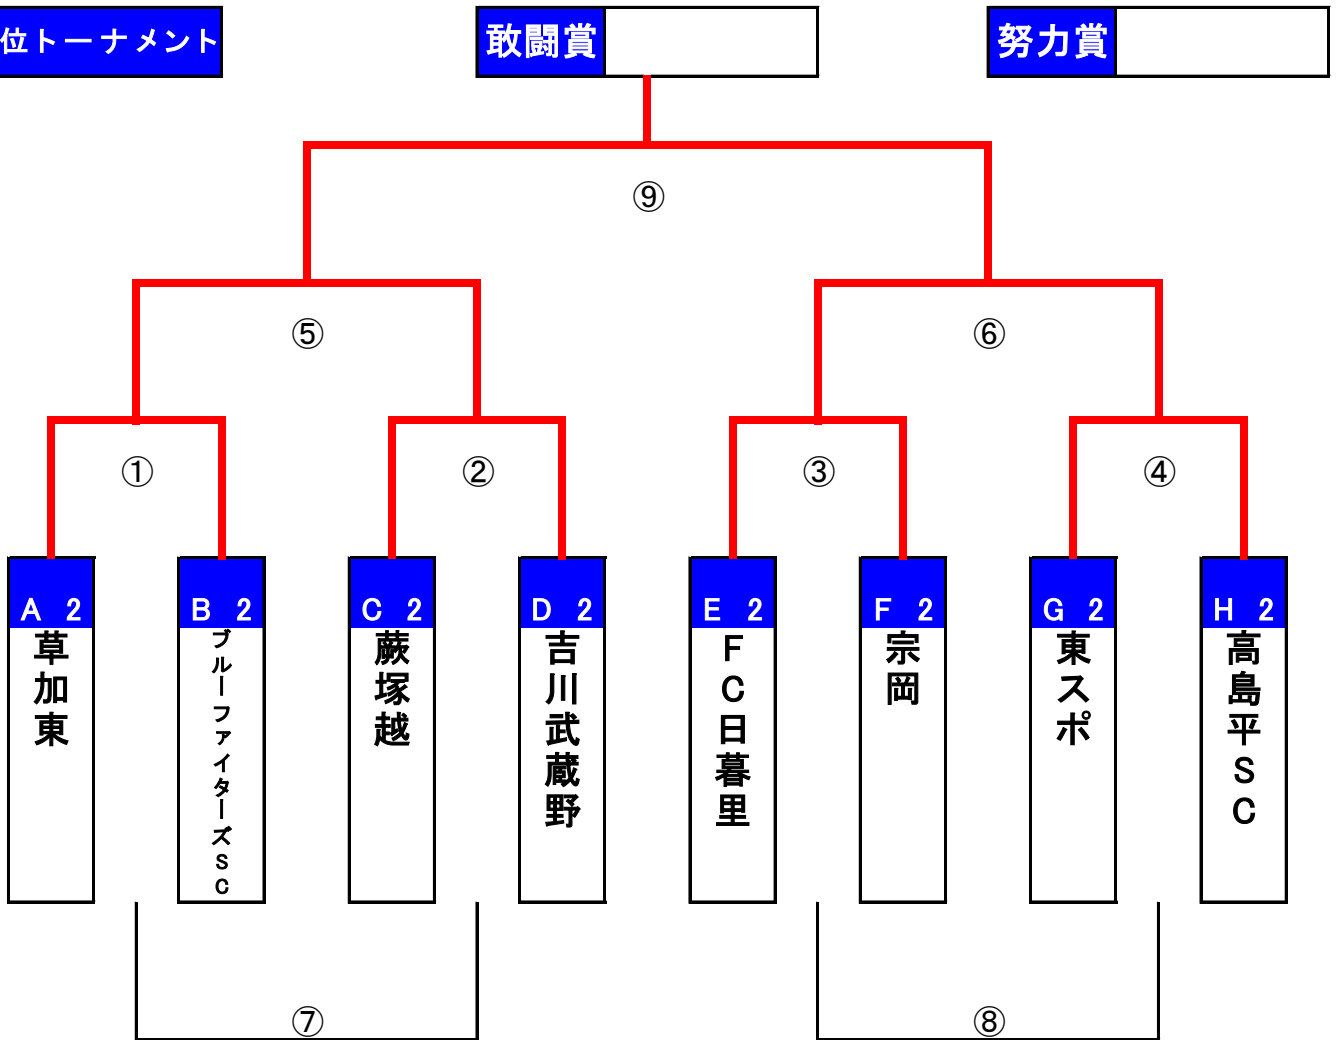 位トーナメント
敢闘賞
努力賞
⑨
⑤
⑥
①
②
③
④
A 2
B 2
C 2
D 2
E 2
F 2
G 2
H 2
草加東
ブルーファイターズSC
蕨塚越
吉川武蔵野
FC日暮里
宗岡
東スポ
高島平SC
⑦
⑧